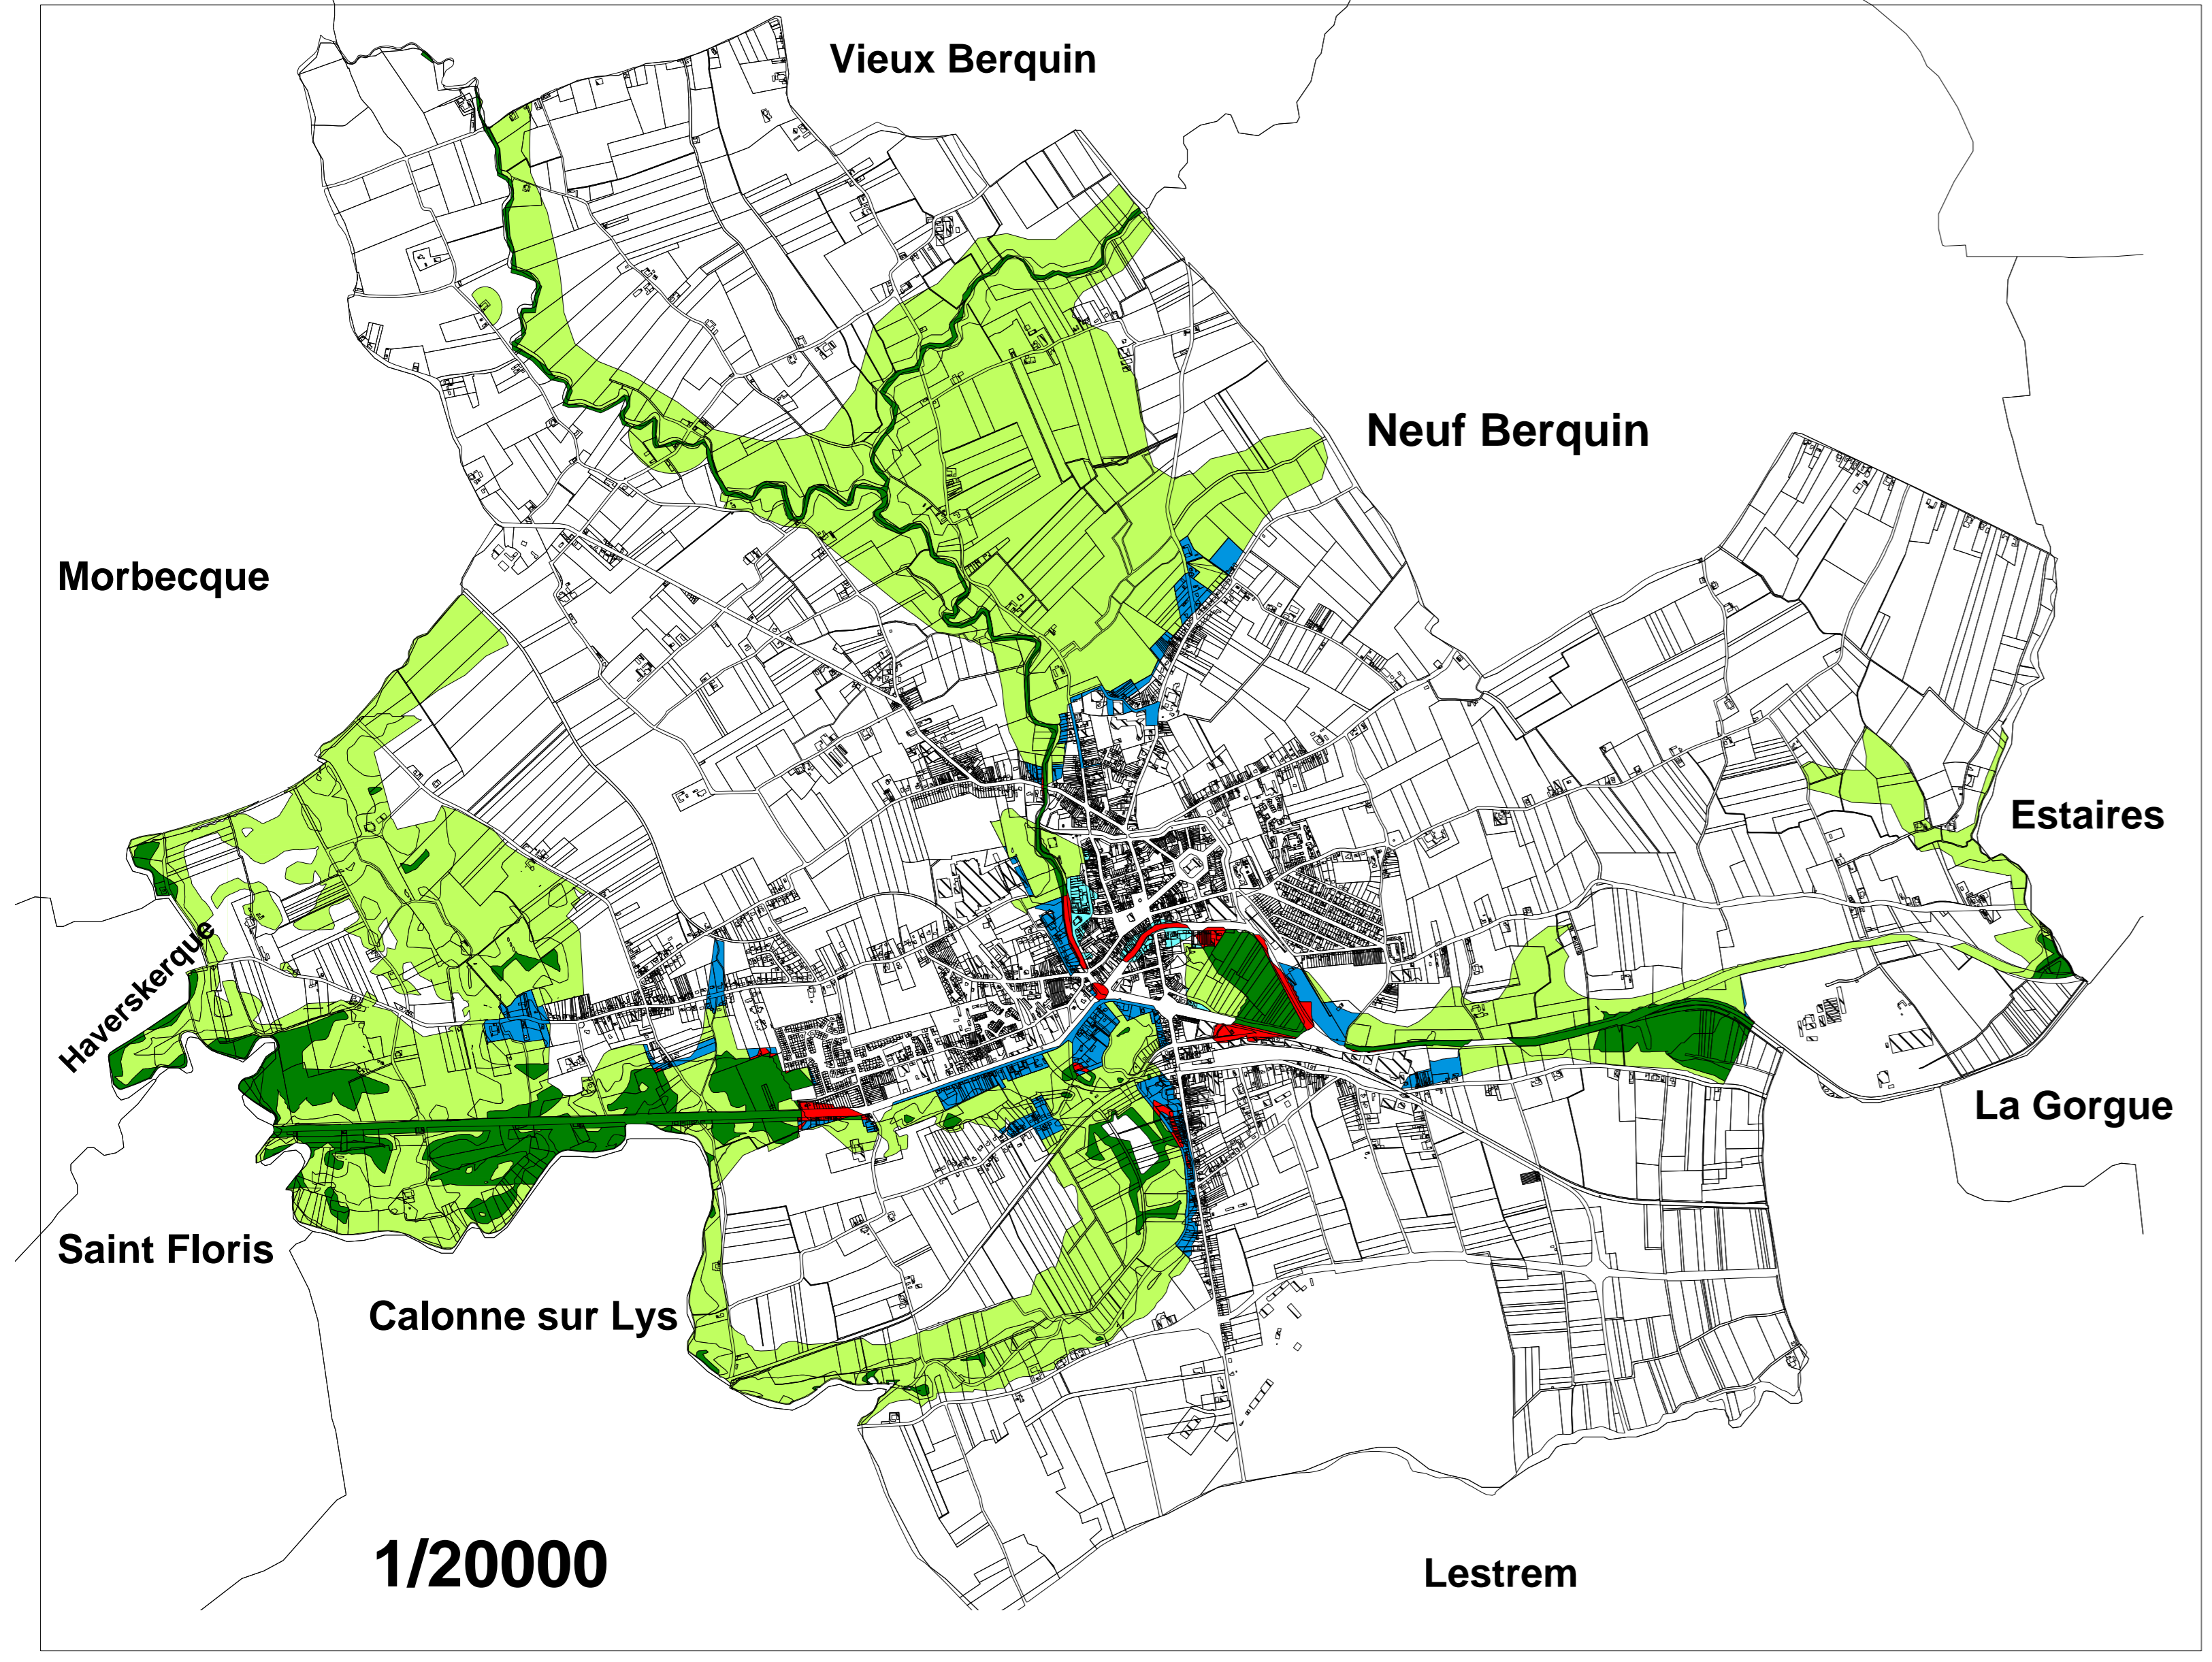 Vieux Berquin
Neuf Berquin
Morbecque
Estaires
Haverskerque
La Gorgue
Saint Floris
Calonne sur Lys
1/20000
Lestrem